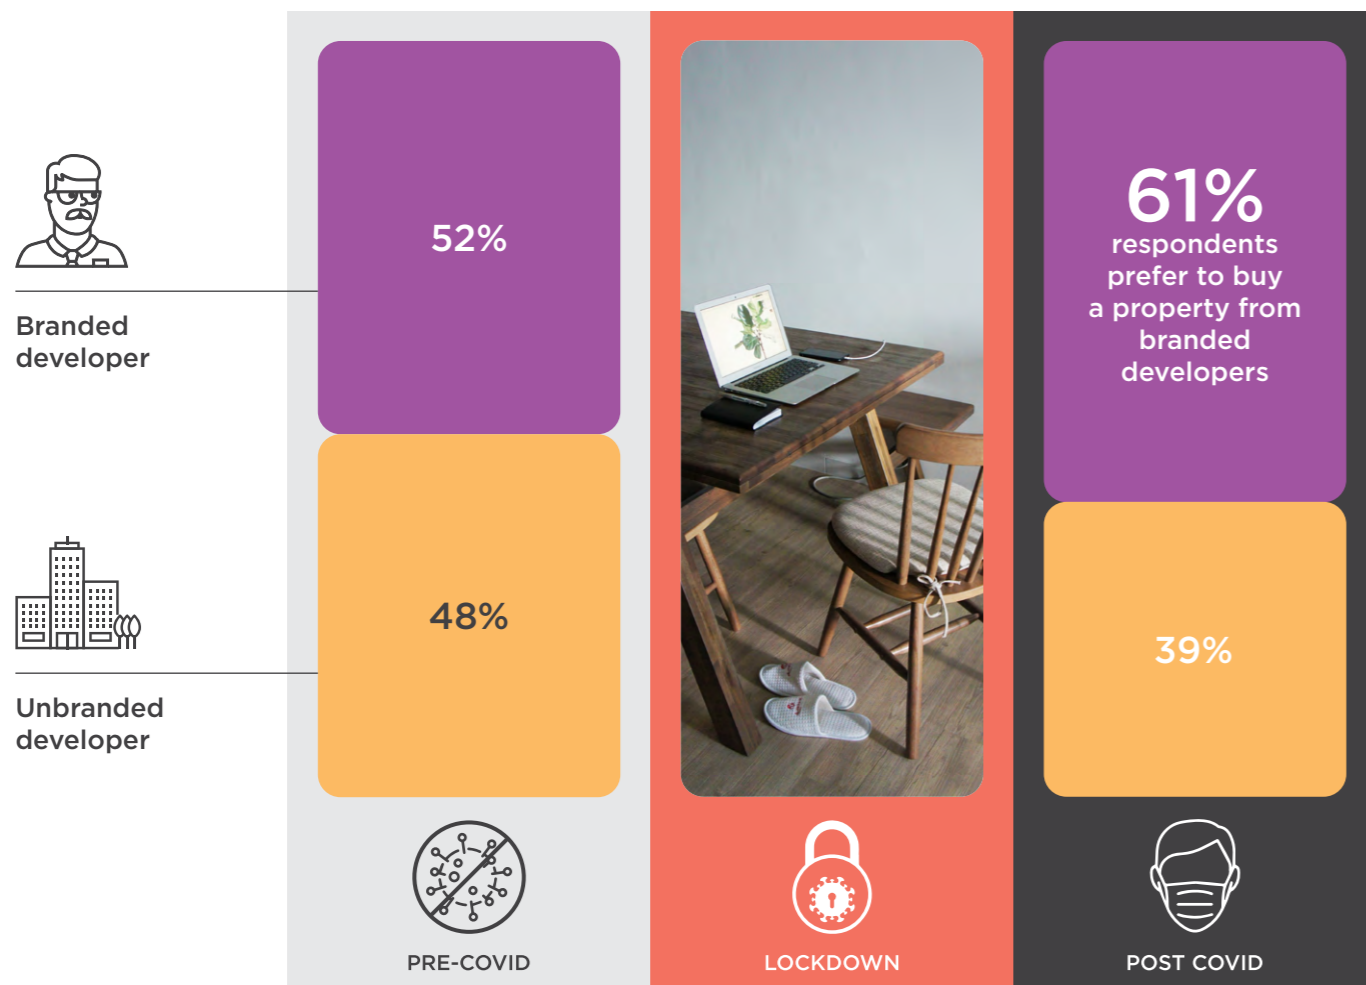 Branded
developer
52%
61%
respondents
prefer to buy
a property from
branded
developers
Unbranded
developer
48%
39%
PRE-COVID
LOCKDOWN
POST COVID